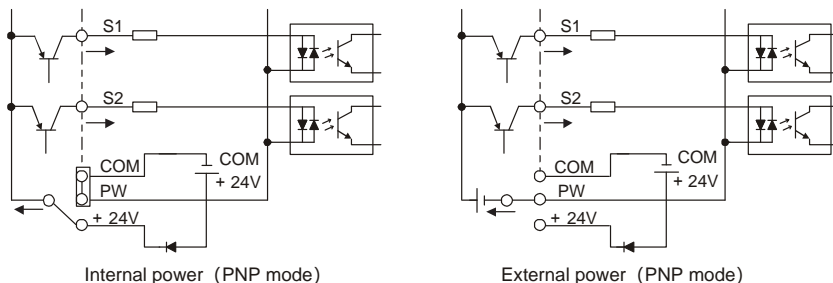 S1
S2
COM
COM
+ 24V
PW
+ 24V
Internal power (PNP mode)
S1
S2
COM
COM
+ 24V
PW
+ 24V
External power (PNP mode)